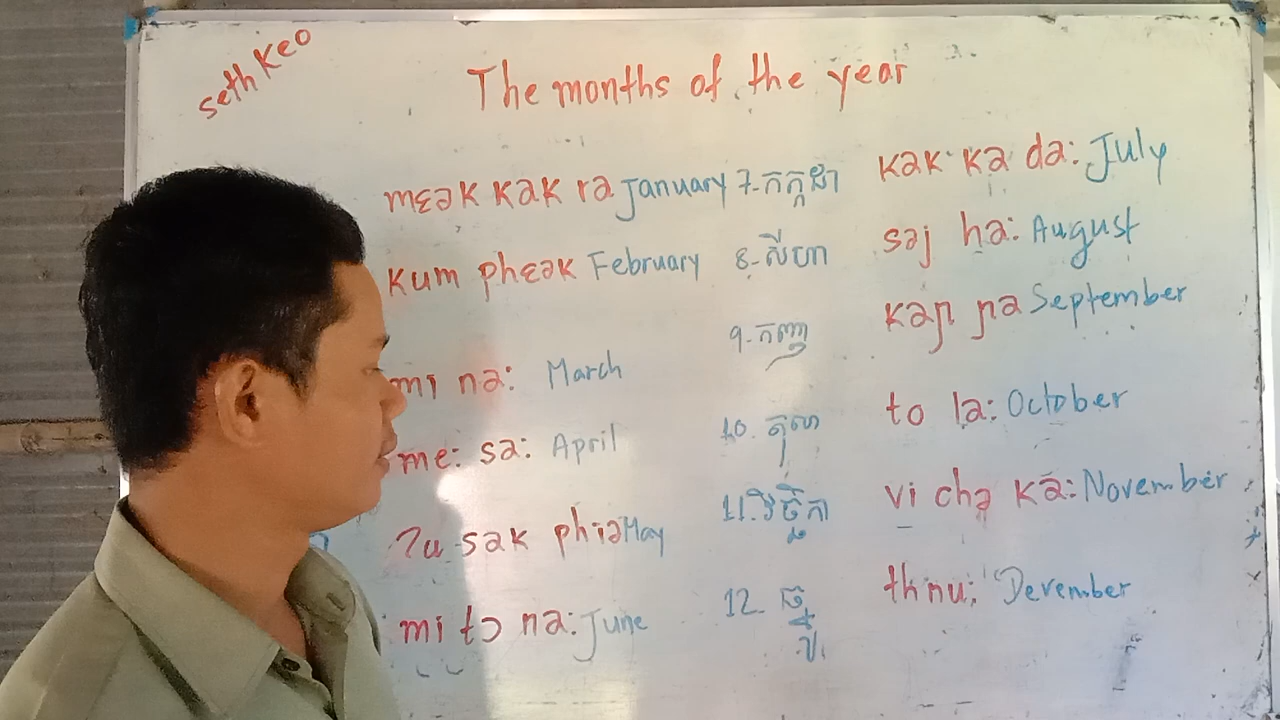 seth Keo
The months of the year
mɛək kak ra January 7-កក្កដា kak ka da: July
kum phɛək February 8-សីហា səj ha: August
mi na: March 9-កញ្ញា kaɲ ɲa September
me: sa: April 10. តុលា to la: October
ʔu sak phiə May 11.វិច្ឆិកា vi chə ka: November
mi tɔ na: June 12. ធ្នូ thnu: Devember